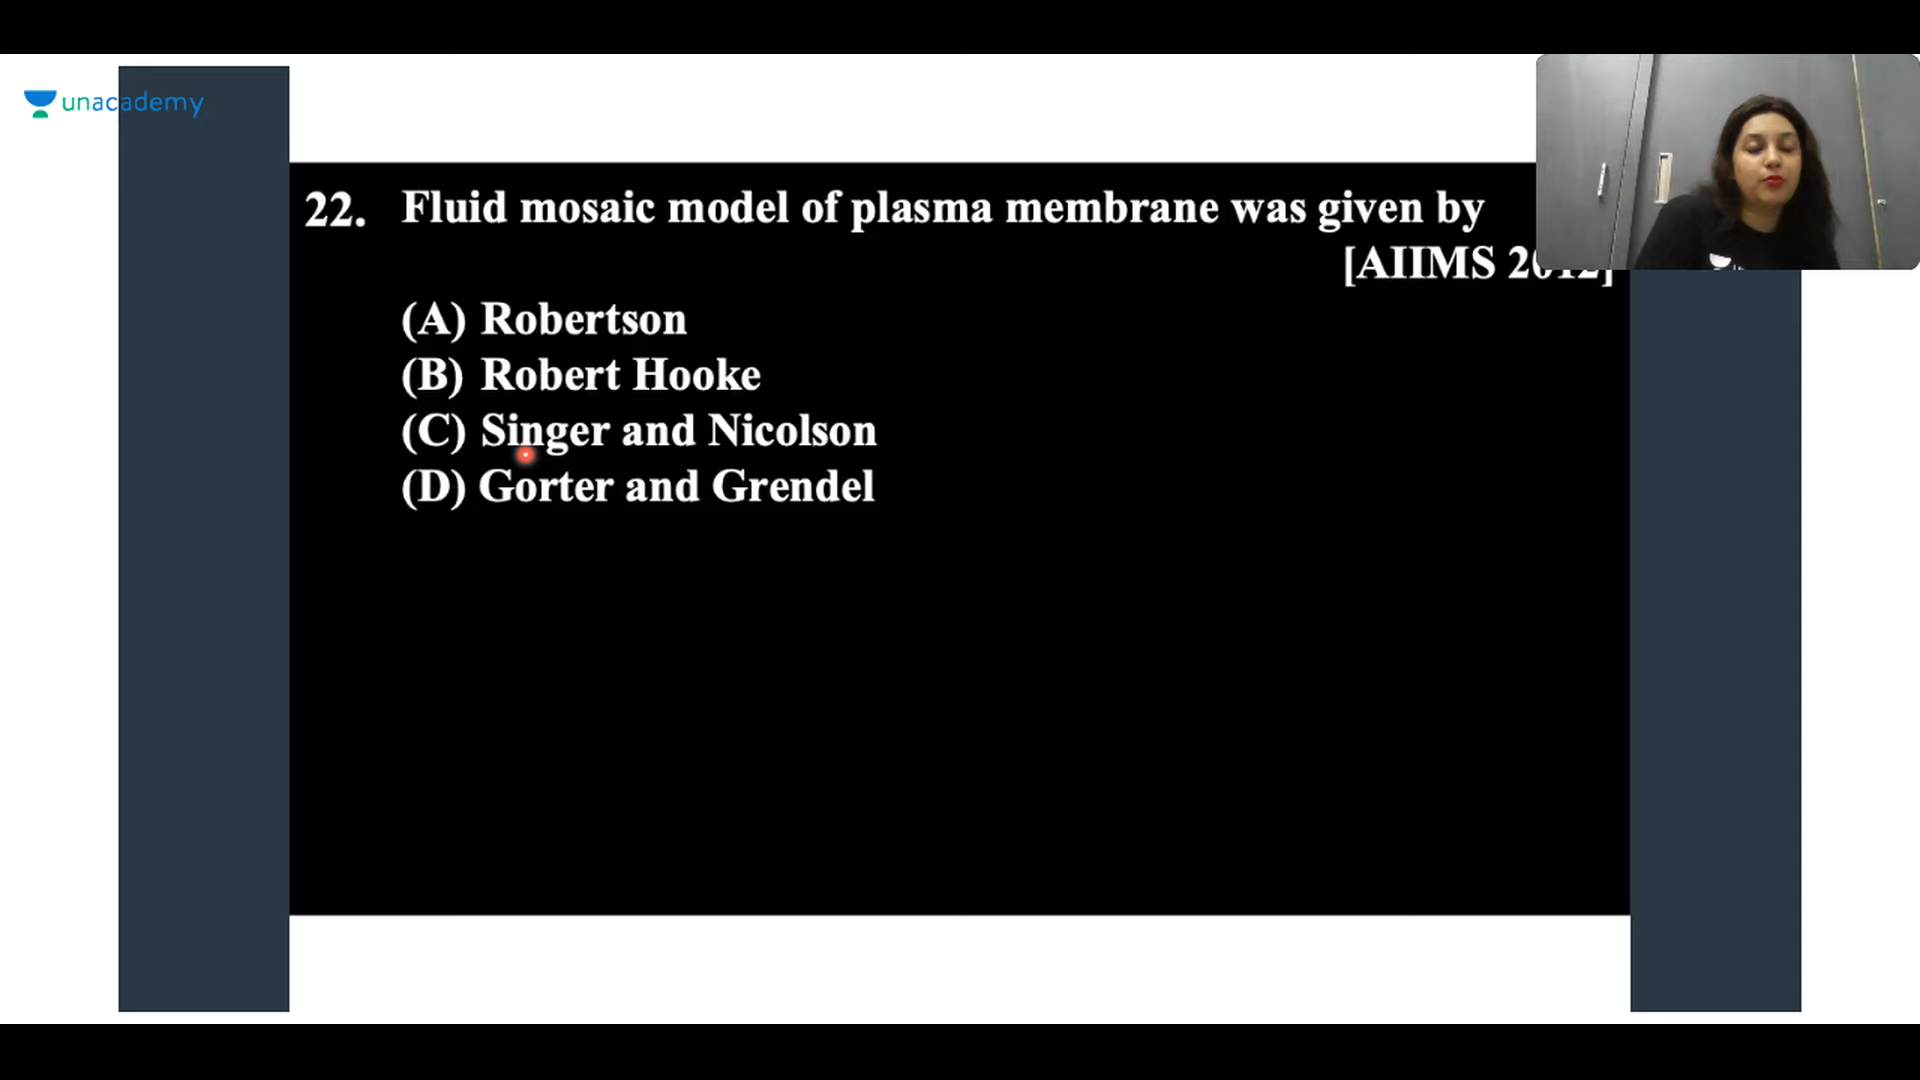 unacademy
22. Fluid mosaic model of plasma membrane was given by
[AIIMS 2012]
(A) Robertson
(B) Robert Hooke
(C) Singer and Nicolson
(D) Gorter and Grendel